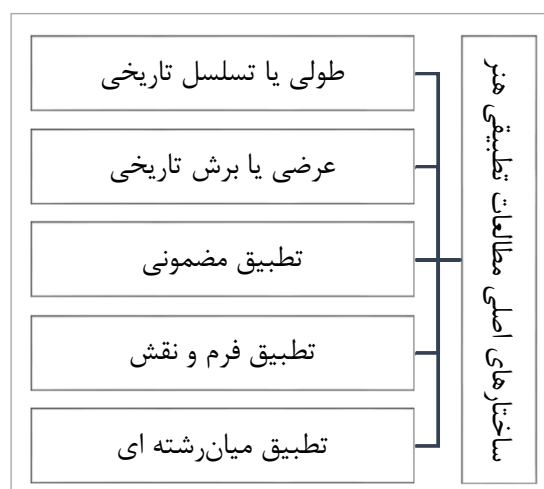 ساختارهای اصلی مطالعات تطبیقی هنر
طولی یا تسلسل تاریخی
عرضی یا برش تاریخی
تطبیق مضمونی
تطبیق فرم و نقش
تطبیق میان‌رشته ای